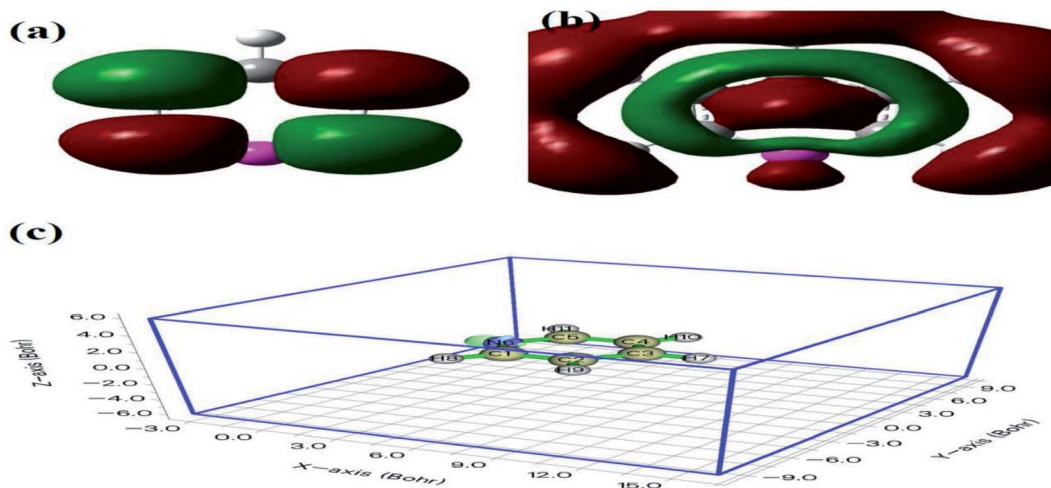 (a)
(b)
(c)
6.0
4.0
2.0
0.0
−2.0
−4.0
−6.0
Z−axis (Bohr)
−3.0
0.0
3.0
6.0
9.0
12.0
15.0
X−axis (Bohr)
9.0
6.0
3.0
0.0
−3.0
−6.0
−9.0
Y−axis (Bohr)
N6 H11 C5 C4 H10
H8 C1 C2 C3 H7
H9